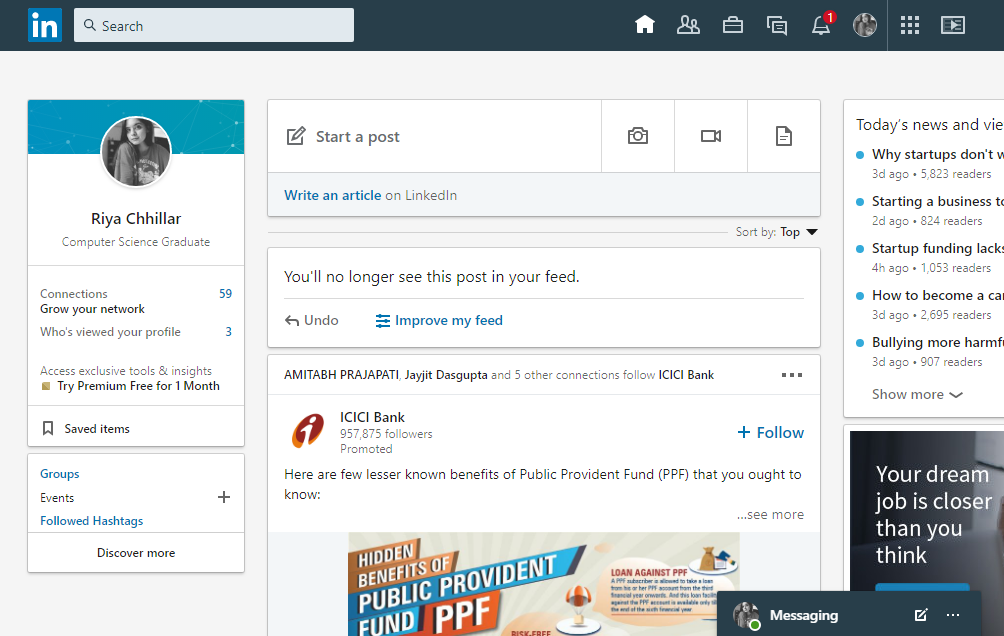 in
Search
1
Riya Chhillar
Computer Science Graduate
Connections 59
Grow your network
Who's viewed your profile 3
Access exclusive tools & insights
Try Premium Free for 1 Month
Saved items
Groups
Events
Followed Hashtags
Discover more
Start a post
Write an article on LinkedIn
Sort by: Top
You'll no longer see this post in your feed.
Undo Improve my feed
AMITABH PRAJAPATI, Jayjit Dasgupta and 5 other connections follow ICICI Bank
ICICI Bank
957,875 followers
Promoted
Follow
Here are few lesser known benefits of Public Provident Fund (PPF) that you ought to
know:
...see more
HIDDEN
BENEFITS OF
PUBLIC PROVIDENT
FUND PPF
LOAN AGAINST PPF
A PPF subscriber is allowed to take a loan
from his or her PPF account from the third
financial year onwards. And this loan
against the PPF account is available only
the end of the sixth financial year.
RISK-FREE
Today's news and vie
Why startups don't w
3d ago • 5,823 readers
Starting a business to
2d ago • 824 readers
Startup funding lacks
4h ago • 1,053 readers
How to become a car
3d ago • 2,695 readers
Bullying more harmfu
3d ago • 907 readers
Show more
Your dream
job is closer
than you
think
Messaging